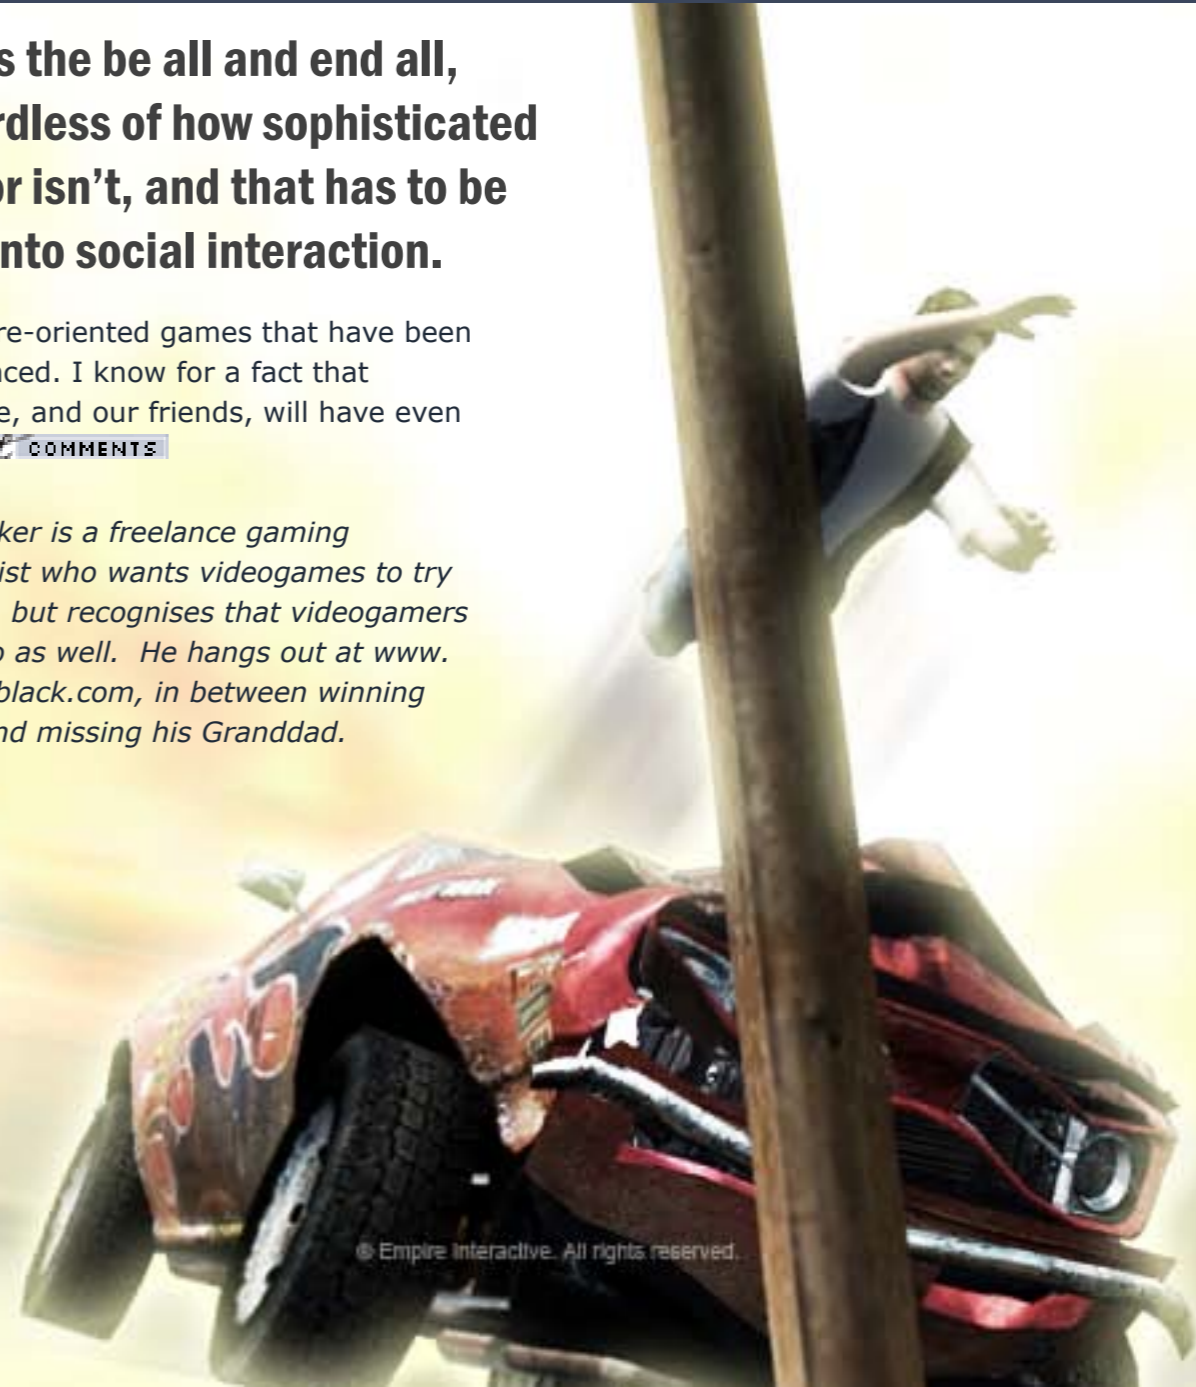 s the be all and end all,
rdless of how sophisticated
or isn’t, and that has to be
nto social interaction.
re-oriented games that have been
nced. I know for a fact that
e, and our friends, will have even
COMMENTS
ker is a freelance gaming
ist who wants videogames to try
, but recognises that videogamers
o as well.  He hangs out at www.
black.com, in between winning
nd missing his Granddad.
© Empire Interactive. All rights reserved.